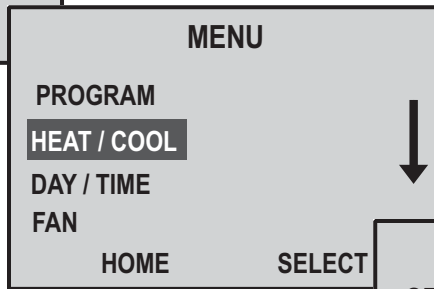 MENU
PROGRAM
HEAT / COOL
DAY / TIME
FAN
HOME SELECT